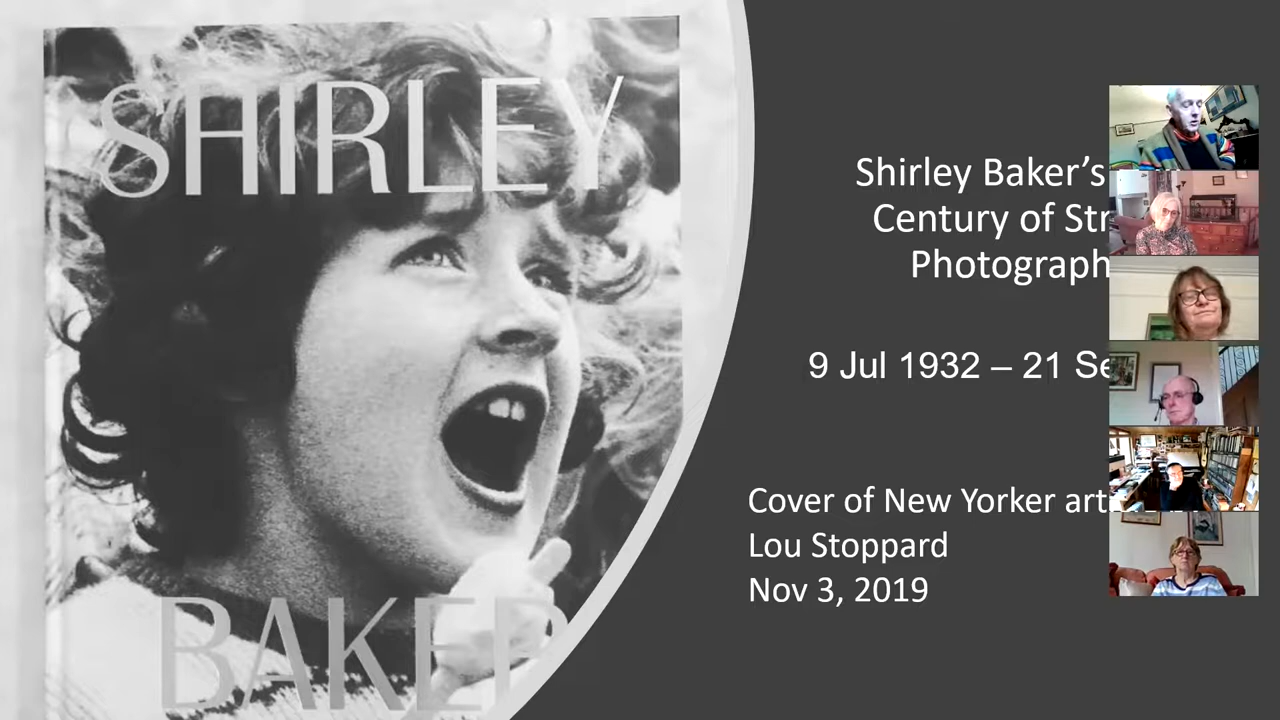 SHIRLEY
BAKER
Shirley Baker's
Century of Str
Photograph
9 Jul 1932 – 21 Se
Cover of New Yorker art
Lou Stoppard
Nov 3, 2019